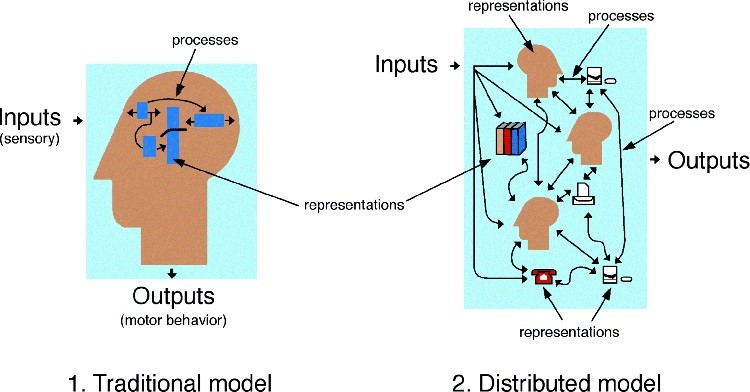 processes
Inputs
(sensory)
representations
Outputs
(motor behavior)
1. Traditional model
representations
processes
Inputs
processes
Outputs
representations
2. Distributed model